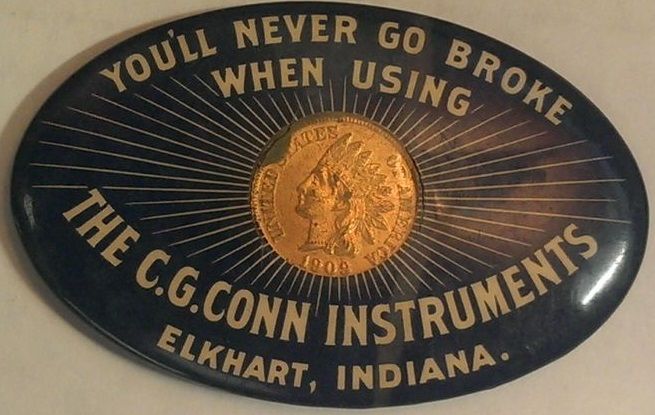 YOU'LL NEVER GO BROKE
WHEN USING
UNITED STATES OF AMERICA
1909
THE C.G.CONN INSTRUMENTS
ELKHART, INDIANA.